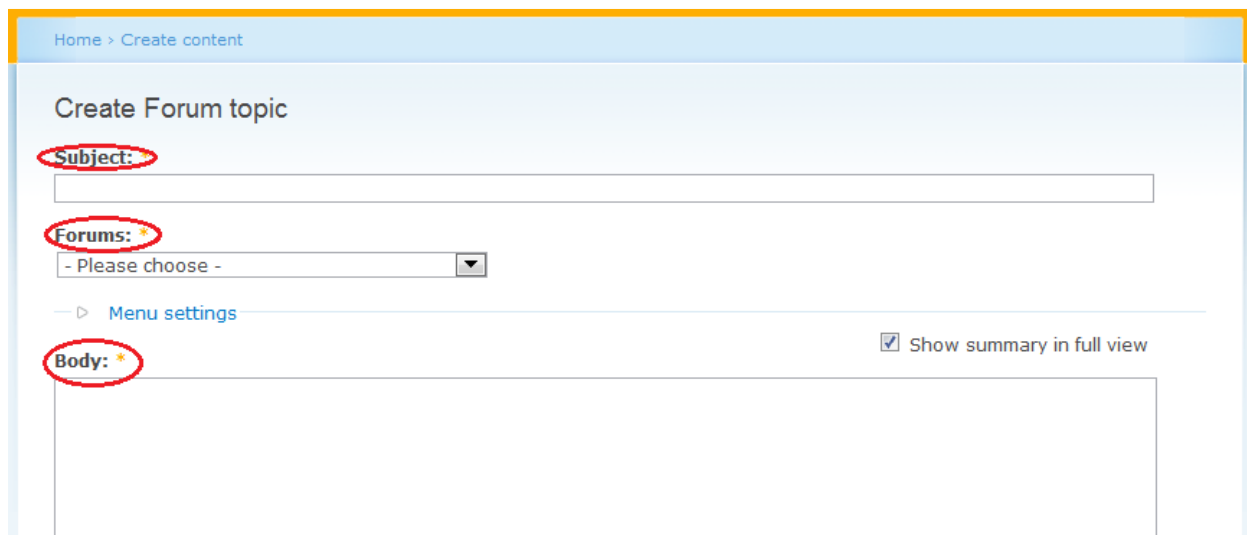 Home › Create content
Create Forum topic
Subject: *
Forums: *
- Please choose -
Menu settings
Show summary in full view
Body: *